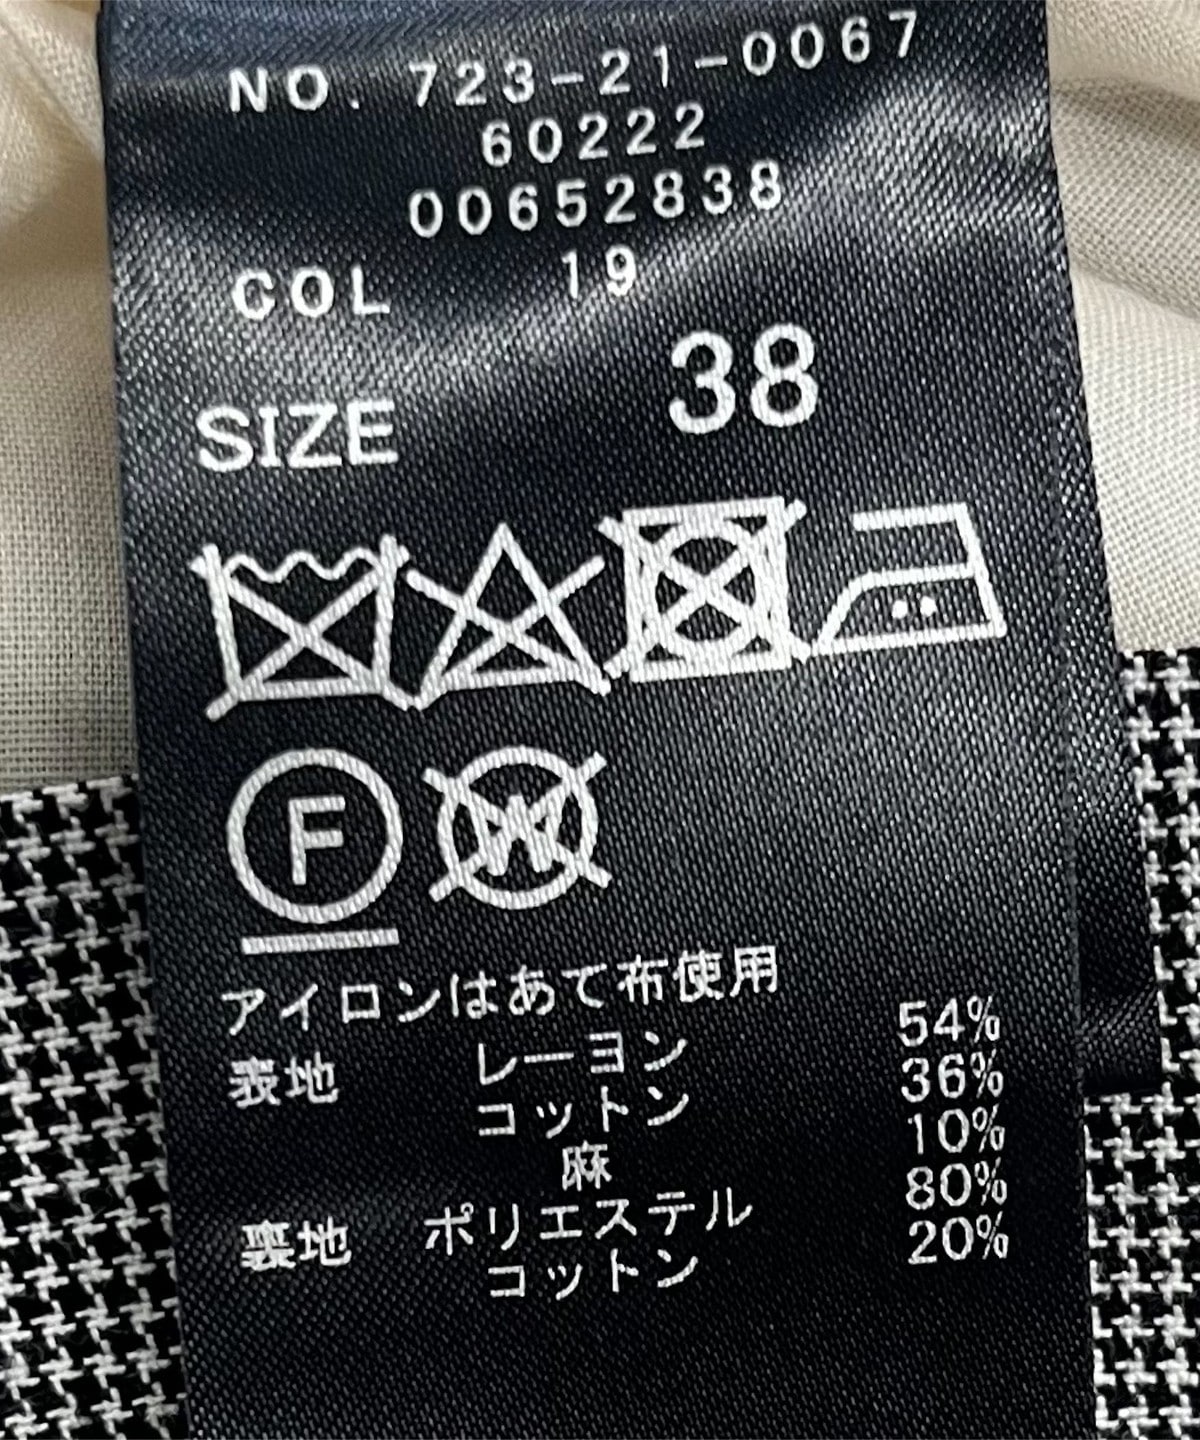 NO. 723-21-0067
60222
00652838
COL 19
SIZE 38
F W
アイロンはあて布使用
表地 レーヨン 54%
コットン 36%
麻 10%
裏地 ポリエステル 80%
コットン 20%